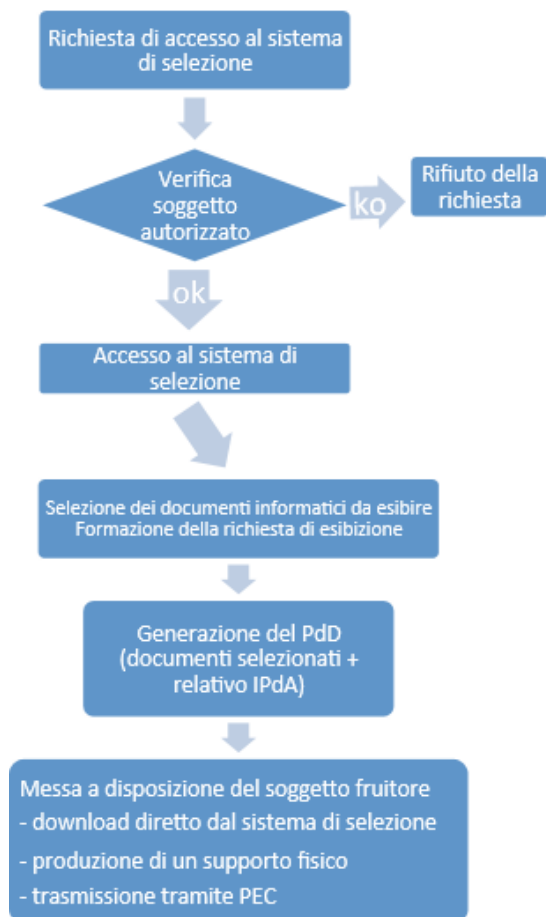 Richiesta di accesso al sistema
di selezione
Verifica
soggetto
autorizzato
ko
Rifiuto della
richiesta
ok
Accesso al sistema di
selezione
Selezione dei documenti informatici da esibire
Formazione della richiesta di esibizione
Generazione del PdD
(documenti selezionati +
relativo IPdA)
Messa a disposizione del soggetto fruitore
- download diretto dal sistema di selezione
- produzione di un supporto fisico
- trasmissione tramite PEC